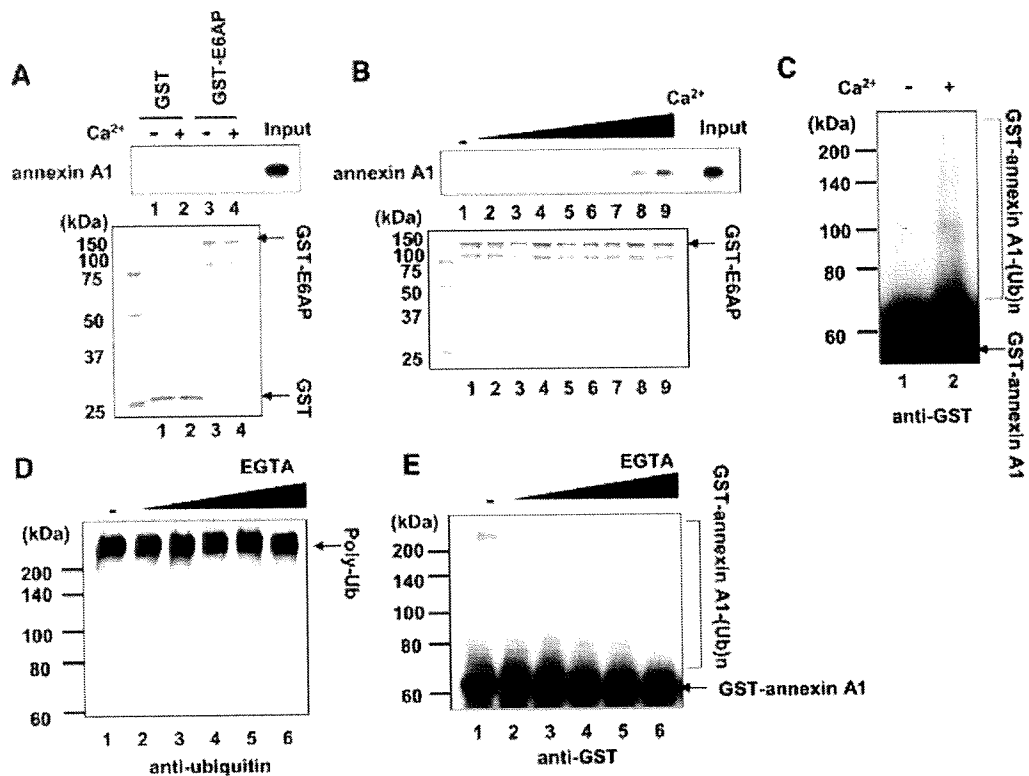 A
GST
GST-E6AP
Ca²⁺ - + - + Input
annexin A1
1 2 3 4
(kDa)
150
100
75
50
37
25
GST-E6AP
GST
1 2 3 4
B
Ca²⁺
- Input
annexin A1
1 2 3 4 5 6 7 8 9
(kDa)
150
100
75
50
37
25
GST-E6AP
1 2 3 4 5 6 7 8 9
C
Ca²⁺ - +
(kDa)
200
140
100
80
60
GST-annexin A1-(Ub)n
GST-annexin A1
1 2
anti-GST
D
EGTA
-
(kDa)
200
140
100
80
60
Poly-Ub
1 2 3 4 5 6
anti-ubiquitin
E
EGTA
-
(kDa)
200
140
100
80
60
GST-annexin A1-(Ub)n
GST-annexin A1
1 2 3 4 5 6
anti-GST